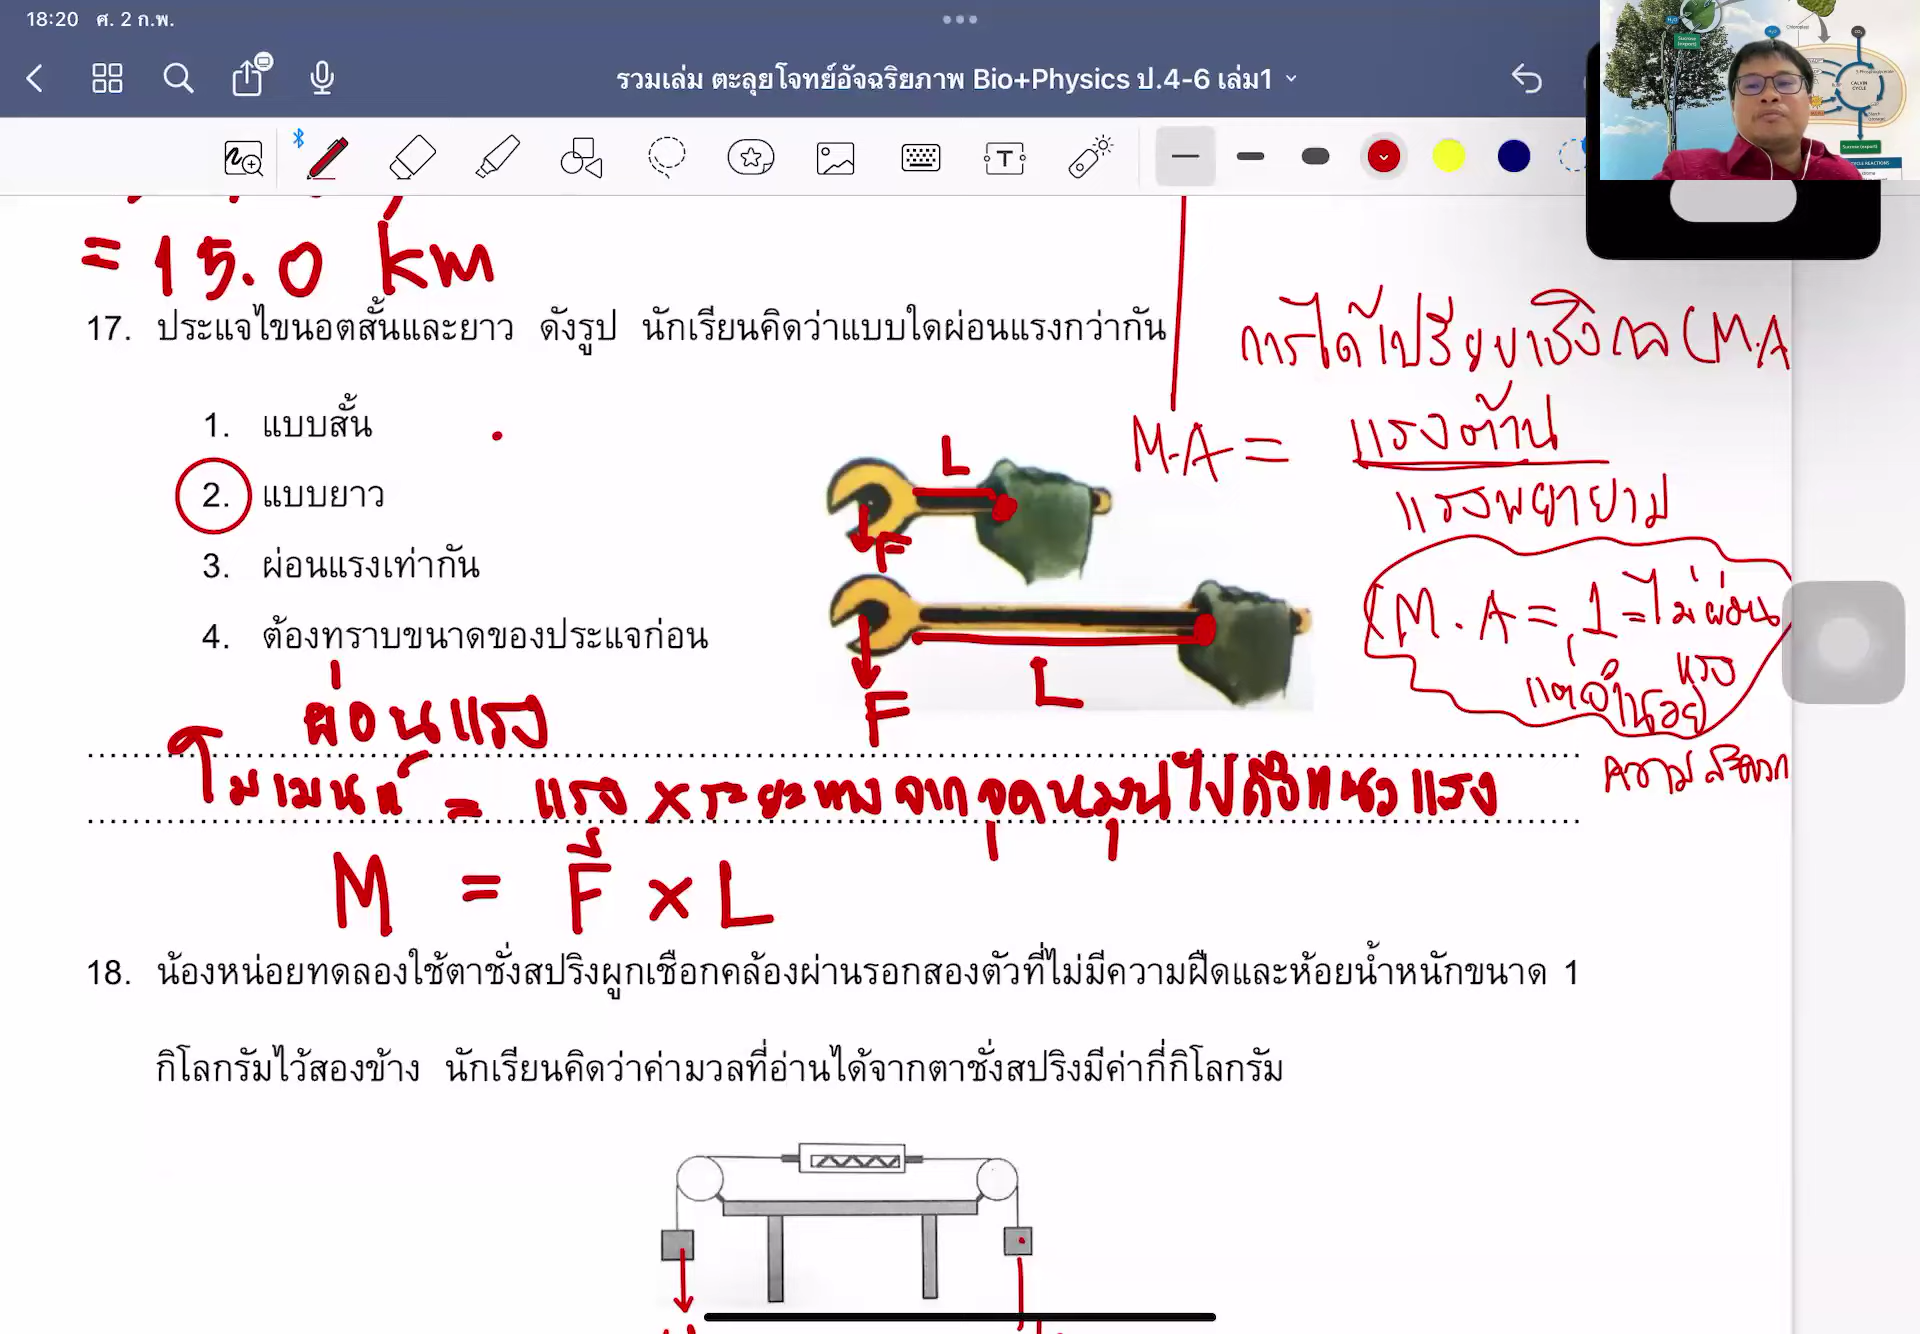 18:20 ศ. 2 ก.พ.
รวมเล่ม ตะลุยโจทย์อัจฉริยภาพ Bio+Physics ป.4-6 เล่ม1
= 15.0 km
17. ประแจไขนอตสั้นและยาว ดังรูป นักเรียนคิดว่าแบบใดผ่อนแรงกว่ากัน
การได้เปรียบเชิงกล (M.A
1. แบบสั้น
2. แบบยาว
3. ผ่อนแรงเท่ากัน
4. ต้องทราบขนาดของประแจก่อน
L
F
L
F
M.A = แรงต้าน
แรงพยายาม
M.A = 1 = ไม่ผ่อน
แรง
แต่อำนวย
ความสะดวก
ผ่อนแรง
โมเมนต์ = แรง × ระยะทางจากจุดหมุนไปถึงแนวแรง
M = F × L
18. น้องหน่อยทดลองใช้ตาชั่งสปริงผูกเชือกคล้องผ่านรอกสองตัวที่ไม่มีความฝืดและห้อยน้ำหนักขนาด 1
กิโลกรัมไว้สองข้าง นักเรียนคิดว่าค่ามวลที่อ่านได้จากตาชั่งสปริงมีค่ากี่กิโลกรัม